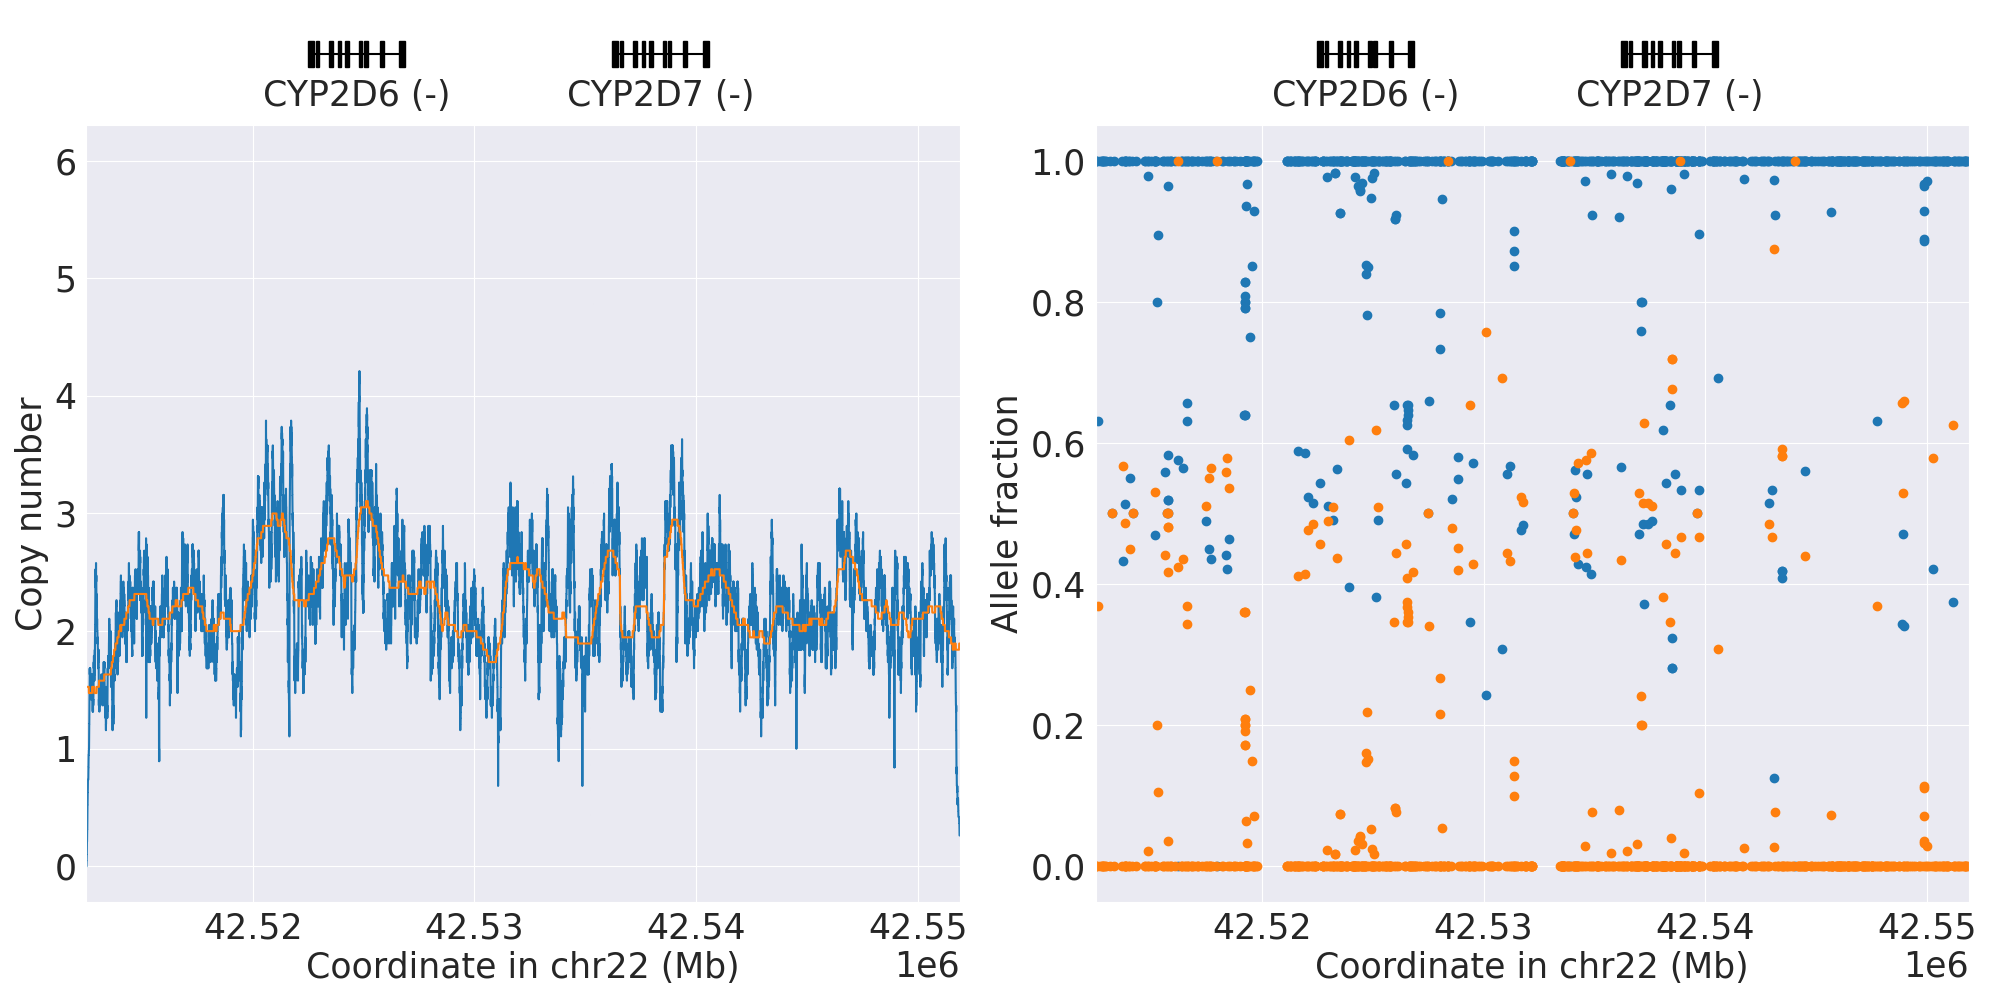 CYP2D6 (-) CYP2D7 (-)
6
5
4
3
2
1
0
Copy number
42.52 42.53 42.54 42.55
Coordinate in chr22 (Mb) 1e6
CYP2D6 (-) CYP2D7 (-)
1.0
0.8
0.6
0.4
0.2
0.0
Allele fraction
42.52 42.53 42.54 42.55
Coordinate in chr22 (Mb) 1e6